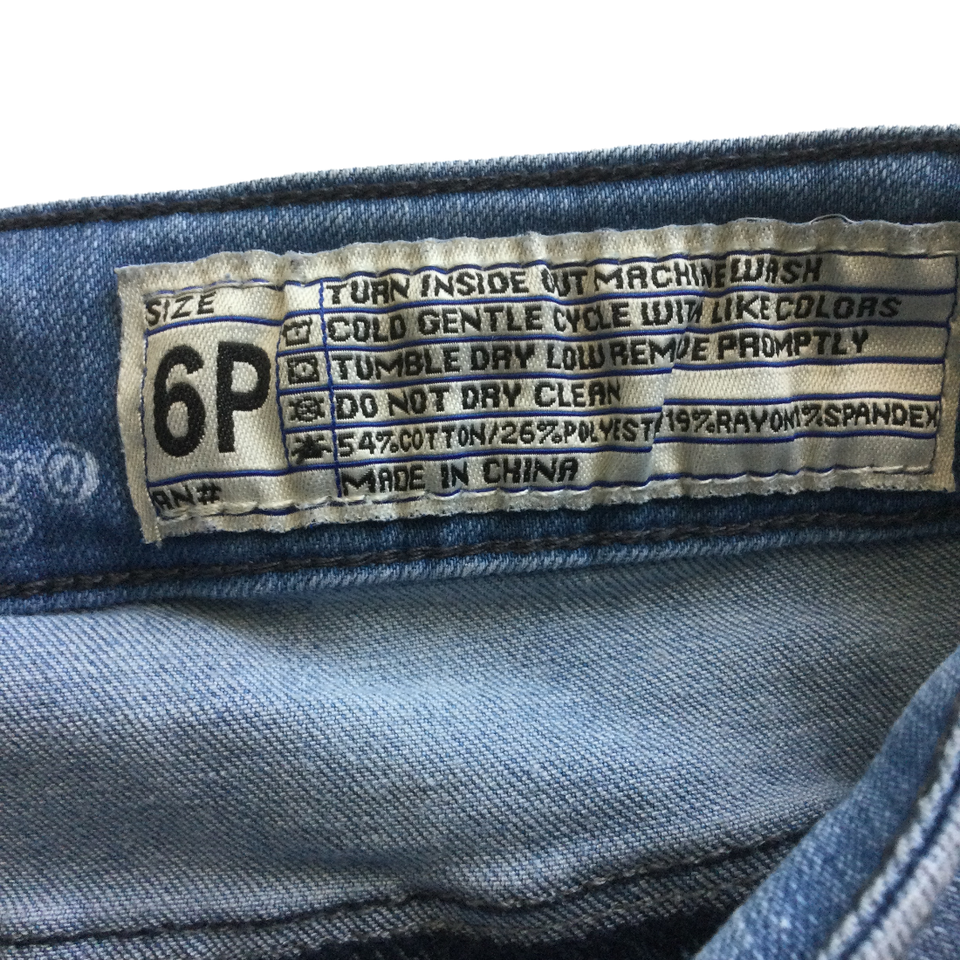 SIZE
6P
RN#
TURN INSIDE OUT MACHINE WASH
COLD GENTLE CYCLE WITH LIKE COLORS
TUMBLE DRY LOW REMOVE PROMPTLY
DO NOT DRY CLEAN
54%COTTON/26%POLYEST/19%RAYON1%SPANDEX
MADE IN CHINA